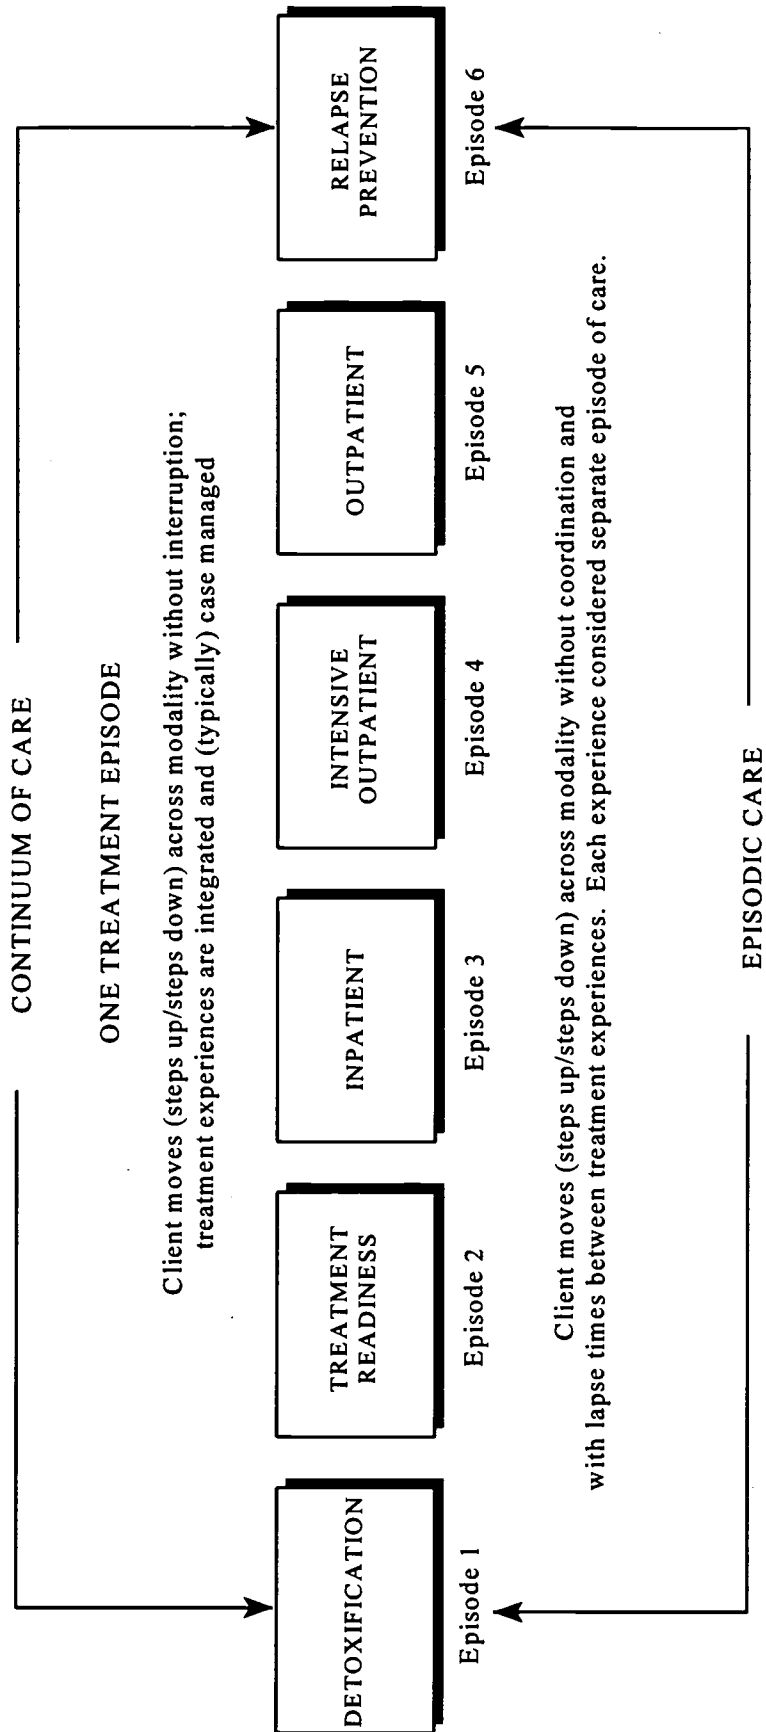 CONTINUUM OF CARE
ONE TREATMENT EPISODE
Client moves (steps up/steps down) across modality without interruption;
treatment experiences are integrated and (typically) case managed
DETOXIFICATION
TREATMENT
READINESS
INPATIENT
INTENSIVE
OUTPATIENT
OUTPATIENT
RELAPSE
PREVENTION
Episode 1
Episode 2
Episode 3
Episode 4
Episode 5
Episode 6
Client moves (steps up/steps down) across modality without coordination and
with lapse times between treatment experiences. Each experience considered separate episode of care.
EPISODIC CARE